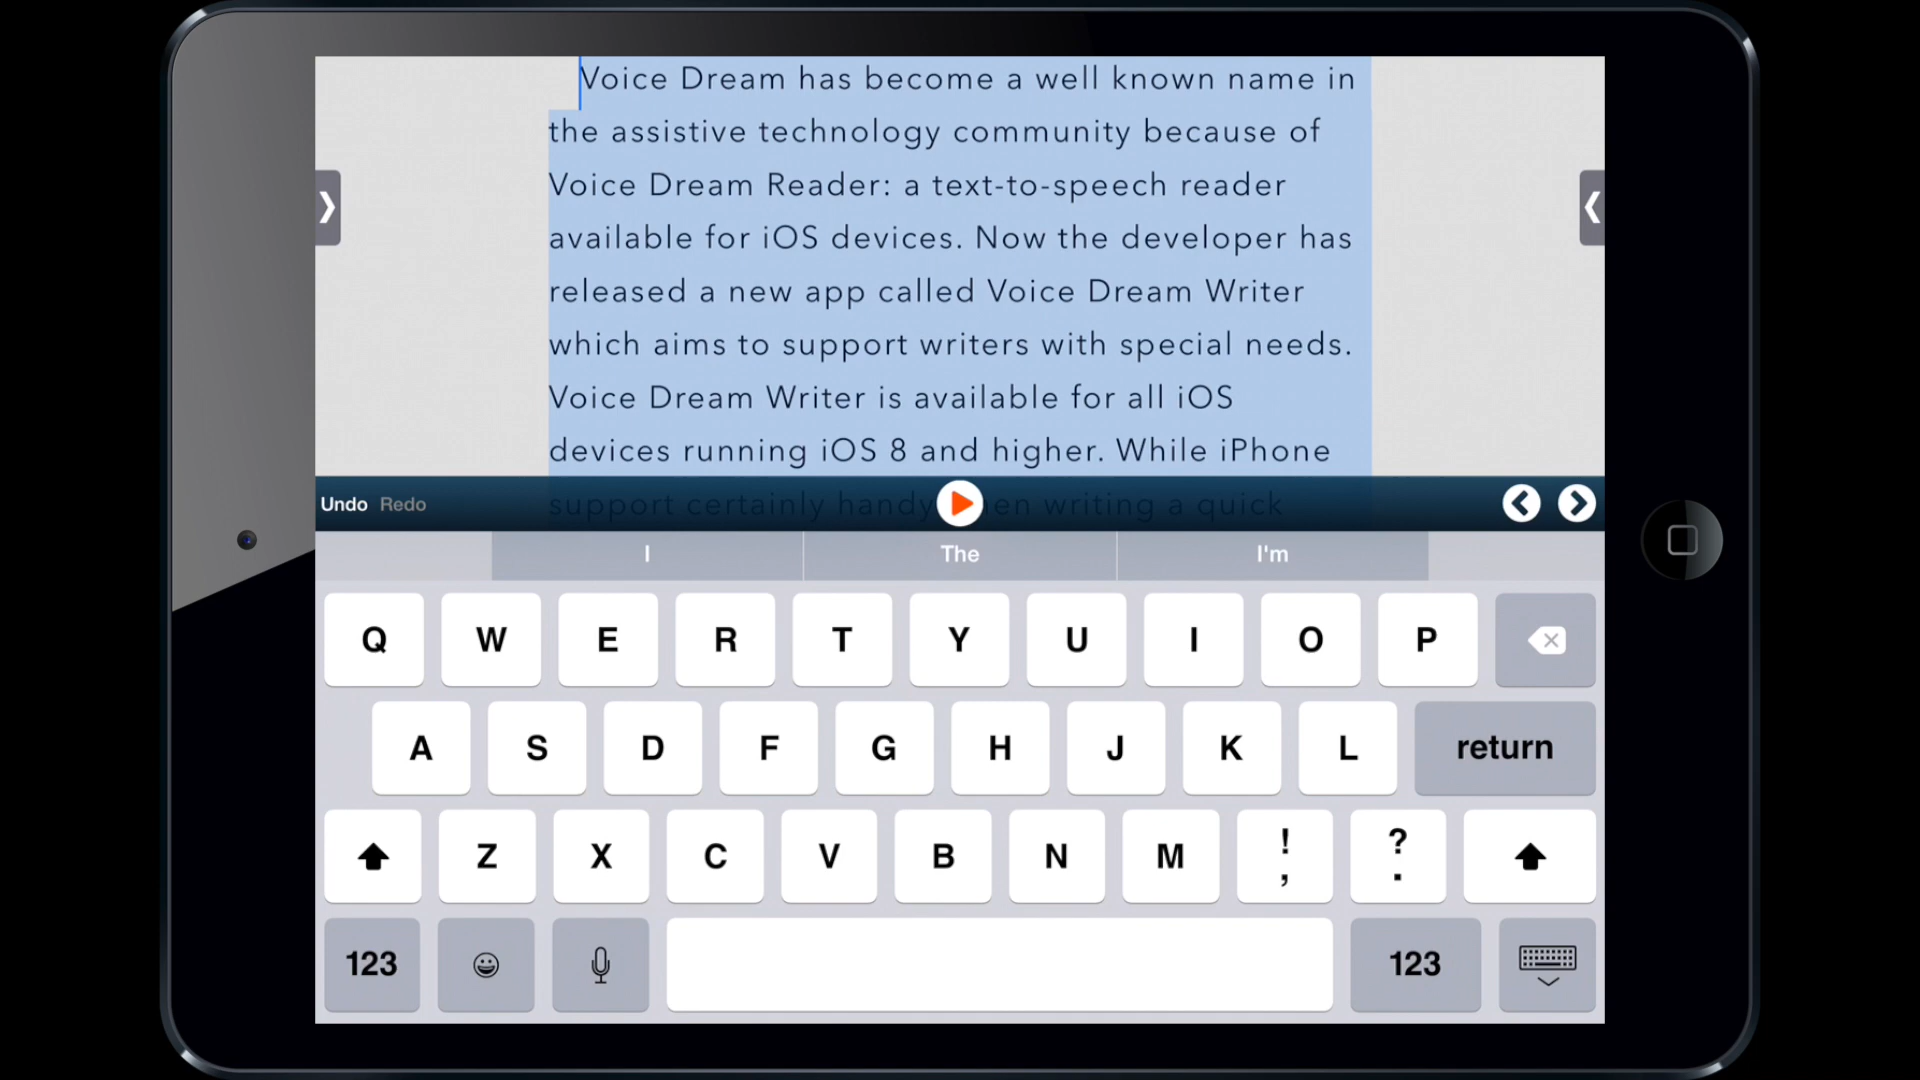 Voice Dream has become a well known name in
the assistive technology community because of
Voice Dream Reader: a text-to-speech reader
available for iOS devices. Now the developer has
released a new app called Voice Dream Writer
which aims to support writers with special needs.
Voice Dream Writer is available for all iOS
devices running iOS 8 and higher. While iPhone
support certainly handy
writing a quick
Undo Redo
I The I'm
Q W E R T Y U I O P
A S D F G H J K L return
Z X C V B N M ! , ? .
123 123